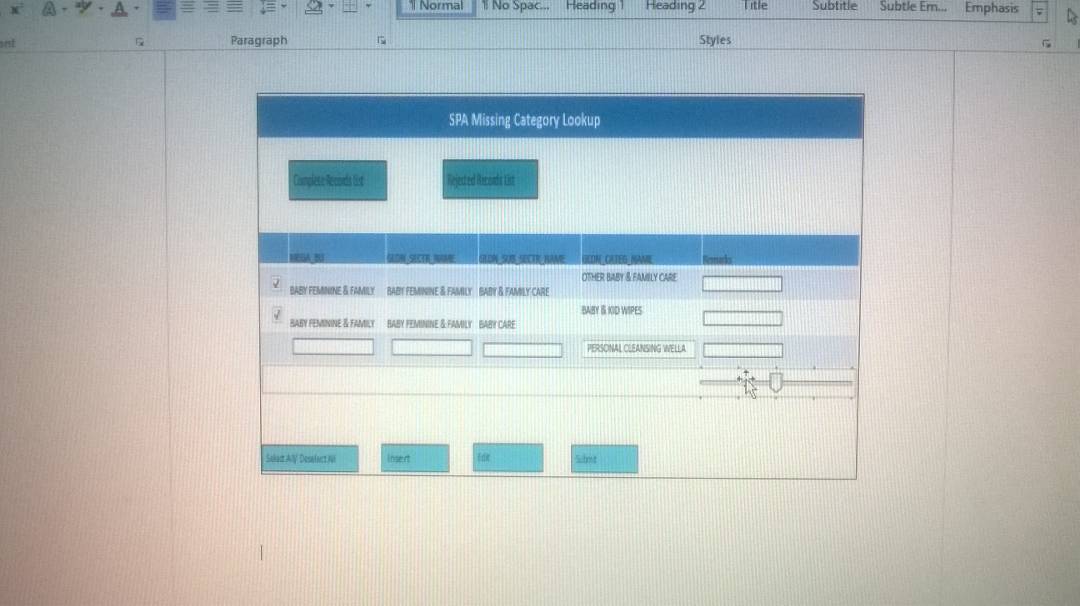 Normal No Spac... Heading 1 Heading 2 Title Subtitle Subtle Em... Emphasis
Paragraph Styles
SPA Missing Category Lookup
Complete Records List Rejected Records List
MEGA_BU GLDN_SECTR_NAME GLDN_SUB_SECTR_NAME GLDN_CATEG_NAME Remarks
OTHER BABY & FAMILY CARE
BABY FEMININE & FAMILY BABY FEMININE & FAMILY BABY & FAMILY CARE
BABY & KID WIPES
BABY FEMININE & FAMILY BABY FEMININE & FAMILY BABY CARE
PERSONAL CLEANSING WELLA
Select All/ Deselect All Insert Edit Submit